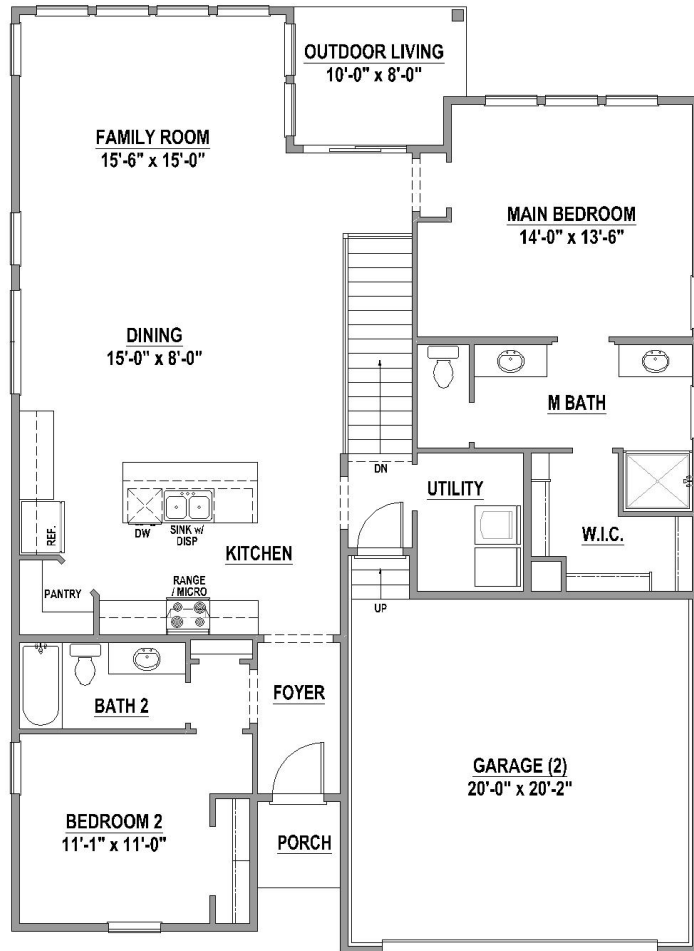 OUTDOOR LIVING
10'-0" x 8'-0"
FAMILY ROOM
15'-6" x 15'-0"
MAIN BEDROOM
14'-0" x 13'-6"
DINING
15'-0" x 8'-0"
M BATH
DN
UTILITY
REF.
DW
SINK w/
DISP
W.I.C.
KITCHEN
PANTRY
RANGE
/ MICRO
UP
BATH 2
FOYER
GARAGE (2)
20'-0" x 20'-2"
BEDROOM 2
11'-1" x 11'-0"
PORCH